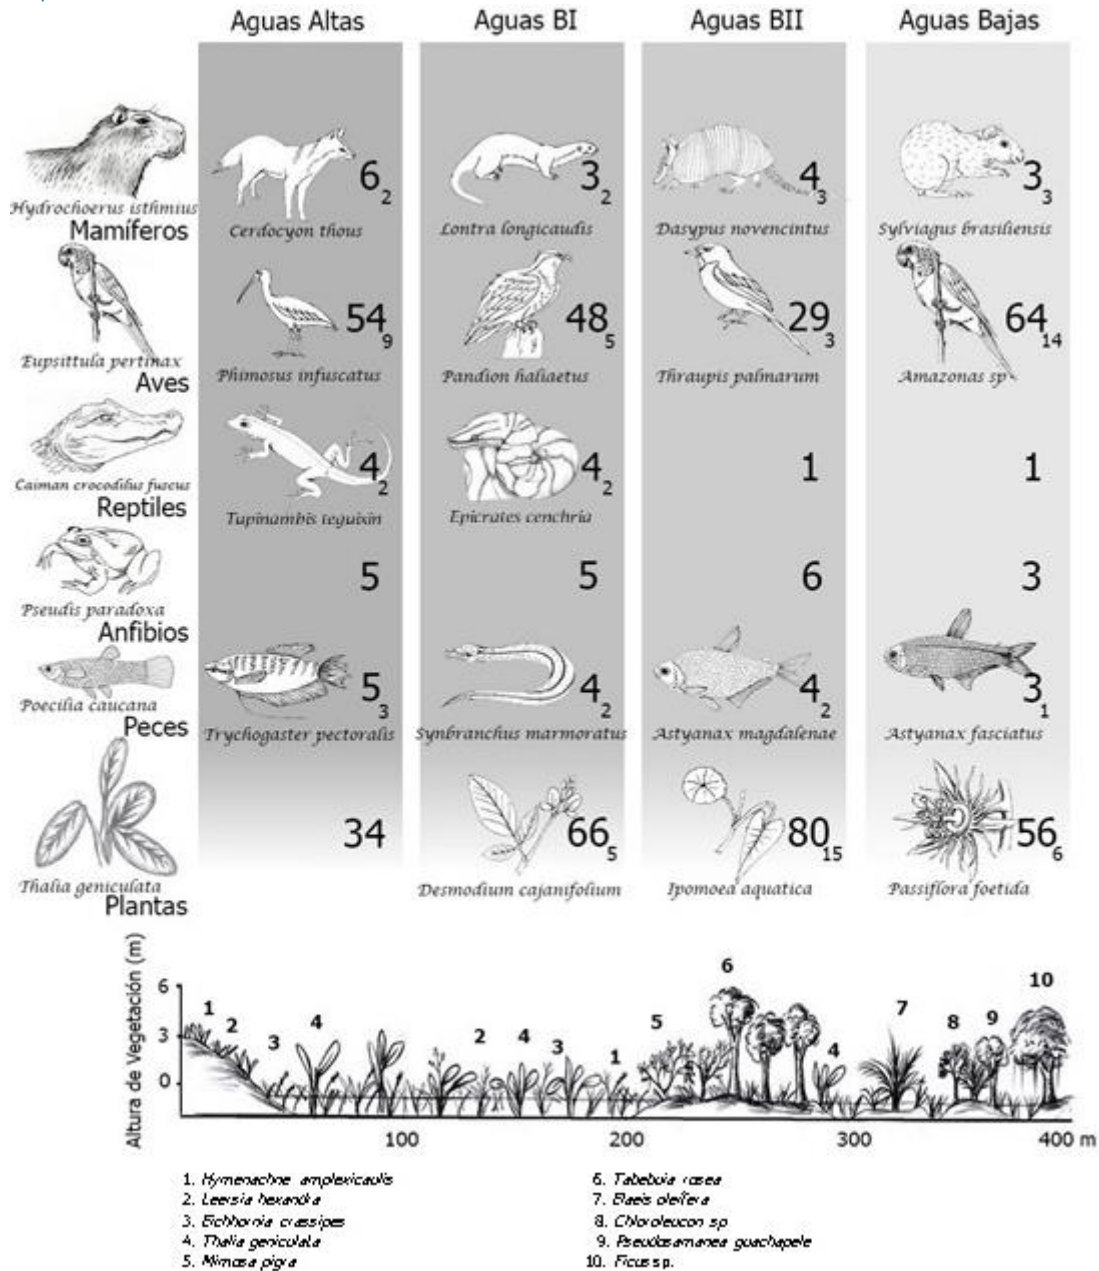 Aguas Altas Aguas BI Aguas BII Aguas Bajas
6 2 3 2 4 3 3 3
Hydrochoerus isthmius
Mamíferos Cerdocyon thous Lontra longicaudis Dasypus novencintus Sylviagus brasiliensis
54 9 48 5 29 3 64 14
Eupsittula pertinax
Aves Phimosus infuscatus Pandion haliaetus Thraupis palmarum Amazonas sp
4 2 4 2 1 1
Caiman crocodilus fuscus
Reptiles Tupinambis teguixin Epicrates cenchria
5 5 6 3
Pseudis paradoxa
Anfibios
5 3 4 2 4 2 3 1
Poecilia caucana
Peces Trychogaster pectoralis Synbranchus marmoratus Astyanax magdalenae Astyanax fasciatus
34 66 5 80 15 56 6
Thalia geniculata Desmodium cajanifolium Ipomoea aquatica Passiflora foetida
Plantas
Altura de Vegetación (m)
6
3
0
1 2 3 4 2 4 3 1 5 6 4 7 8 9 10
100 200 300 400 m
1. Hymenachne amplexicaulis
2. Leersia hexandra
3. Eichhornia crassipes
4. Thalia geniculata
5. Mimosa pigra
6. Tabebuia rosea
7. Elaeis oleifera
8. Chloroleucon sp
9. Pseudosamanea guachapele
10. Ficus sp.